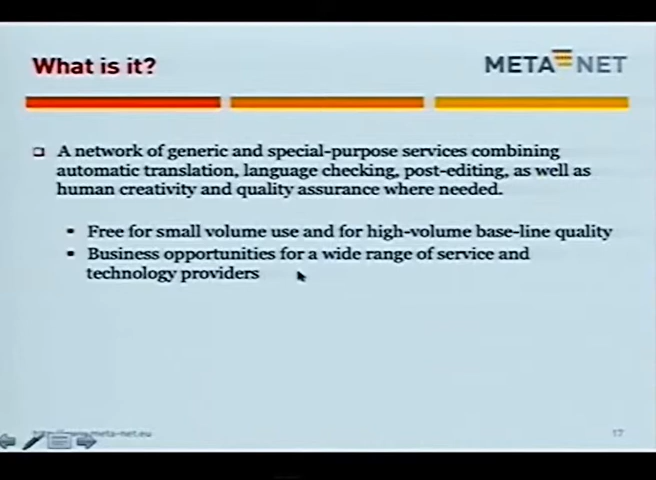 What is it?
META NET
A network of generic and special-purpose services combining
automatic translation, language checking, post-editing, as well as
human creativity and quality assurance where needed.
Free for small volume use and for high-volume base-line quality
Business opportunities for a wide range of service and
technology providers
meta-net.eu
17